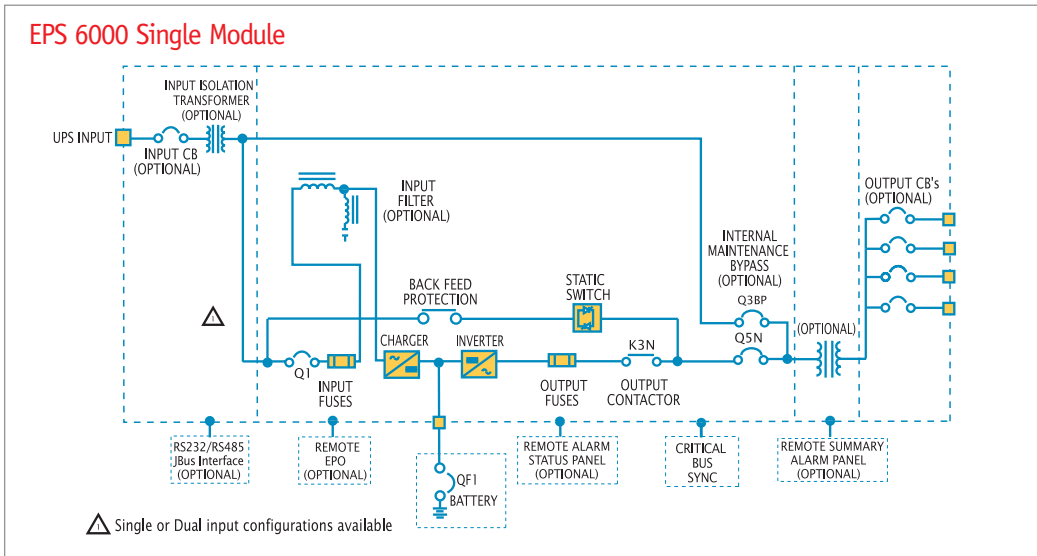 EPS 6000 Single Module
INPUT ISOLATION
TRANSFORMER
(OPTIONAL)
UPS INPUT
INPUT CB
(OPTIONAL)
INPUT
FILTER
(OPTIONAL)
OUTPUT CB's
(OPTIONAL)
INTERNAL
MAINTENANCE
BYPASS
(OPTIONAL)
BACK FEED
PROTECTION
STATIC
SWITCH
Q3BP
(OPTIONAL)
CHARGER
INVERTER
K3N
Q5N
Q1
INPUT
FUSES
OUTPUT
FUSES
OUTPUT
CONTACTOR
RS232/RS485
JBus Interface
(OPTIONAL)
REMOTE
EPO
(OPTIONAL)
REMOTE ALARM
STATUS PANEL
(OPTIONAL)
CRITICAL
BUS
SYNC
REMOTE SUMMARY
ALARM PANEL
(OPTIONAL)
QF1
BATTERY
Single or Dual input configurations available